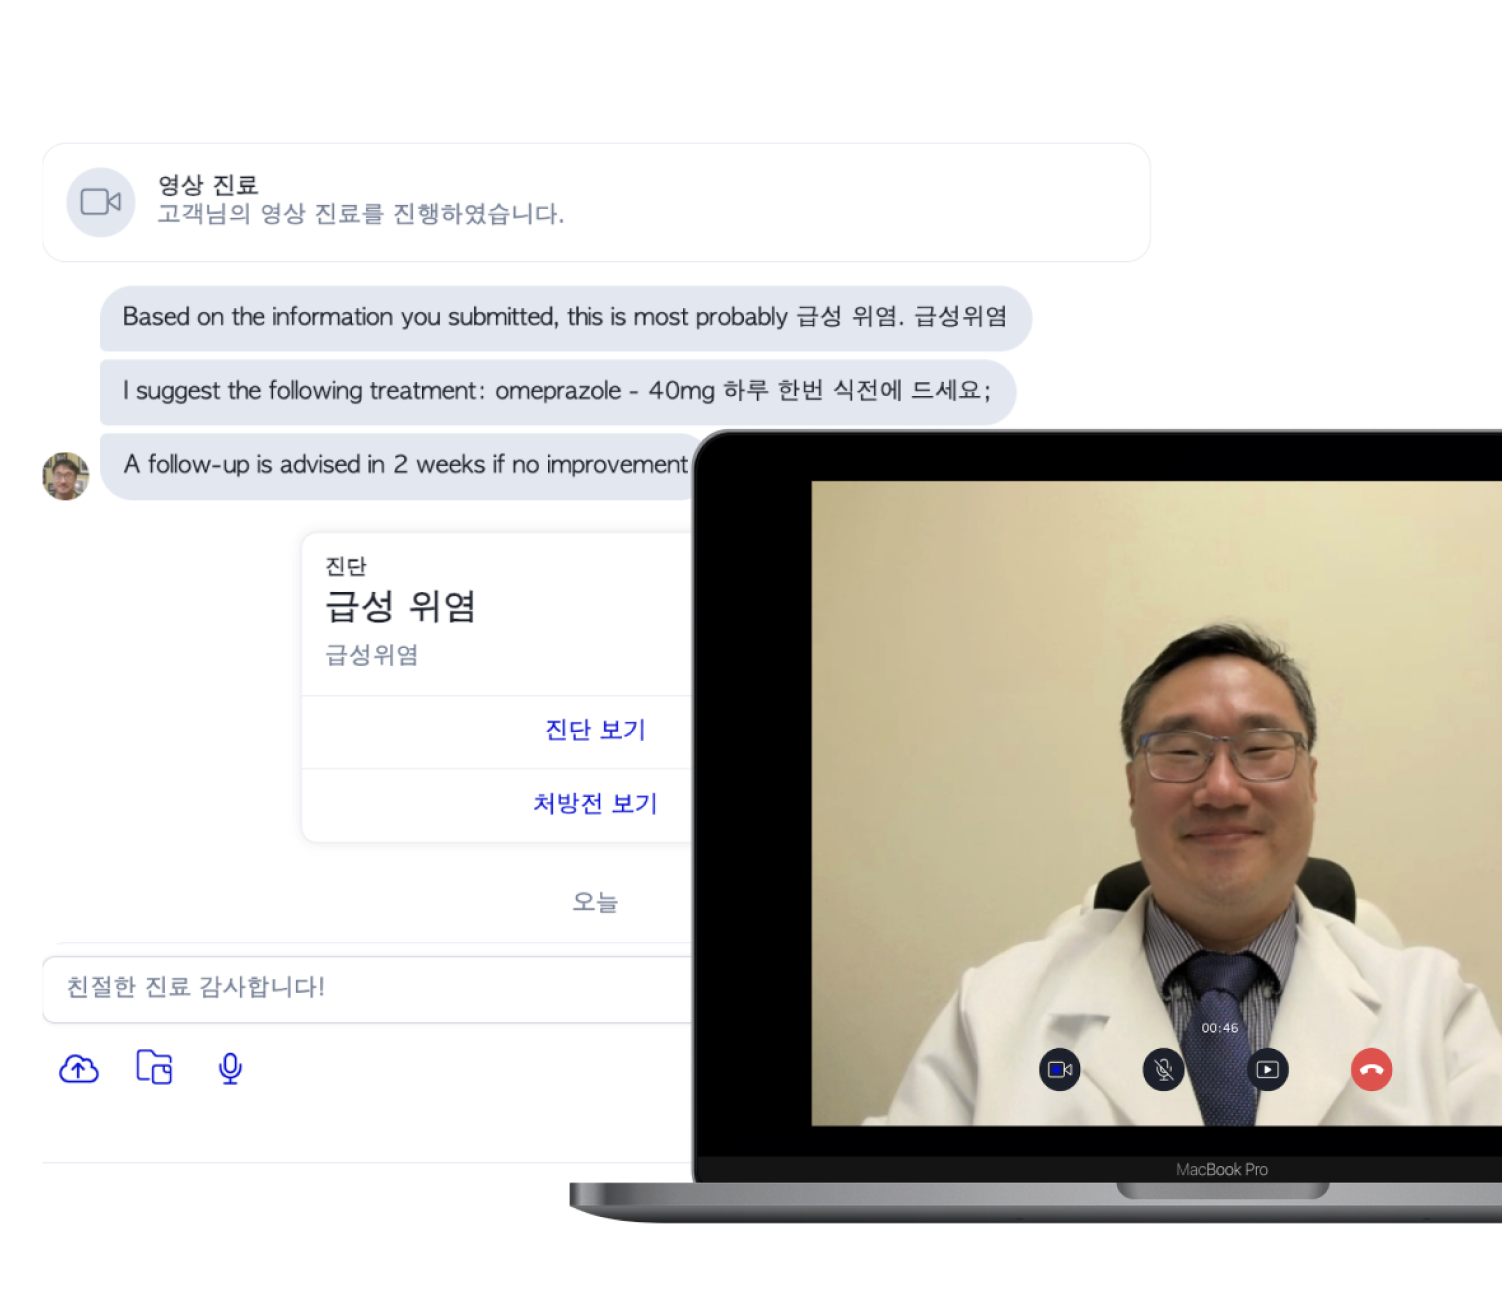 영상 진료
고객님의 영상 진료를 진행하였습니다.
Based on the information you submitted, this is most probably 급성 위염. 급성위염
I suggest the following treatment: omeprazole - 40mg 하루 한번 식전에 드세요;
A follow-up is advised in 2 weeks if no improvement
진단
급성 위염
급성위염
진단 보기
처방전 보기
오늘
친절한 진료 감사합니다!
00:46
MacBook Pro